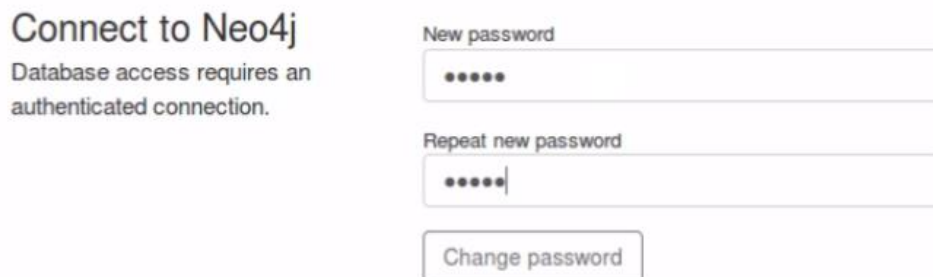 Connect to Neo4j
Database access requires an
authenticated connection.
New password
•••••
Repeat new password
•••••
Change password